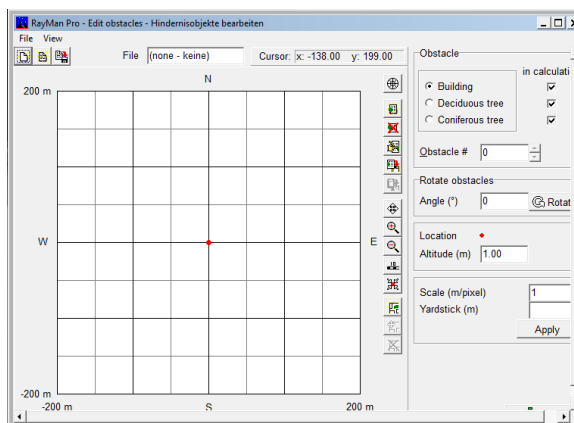 RayMan Pro - Edit obstacles - Hindernisobjekte bearbeiten
File View
File (none - keine) Cursor: x: -138.00 y: 199.00
N
200 m
W
E
-200 m
-200 m S 200 m
Obstacle
in calculati
Building
Deciduous tree
Coniferous tree
Obstacle # 0
Rotate obstacles
Angle (°) 0 Rotat
Location
Altitude (m) 1.00
Scale (m/pixel) 1
Yardstick (m)
Apply